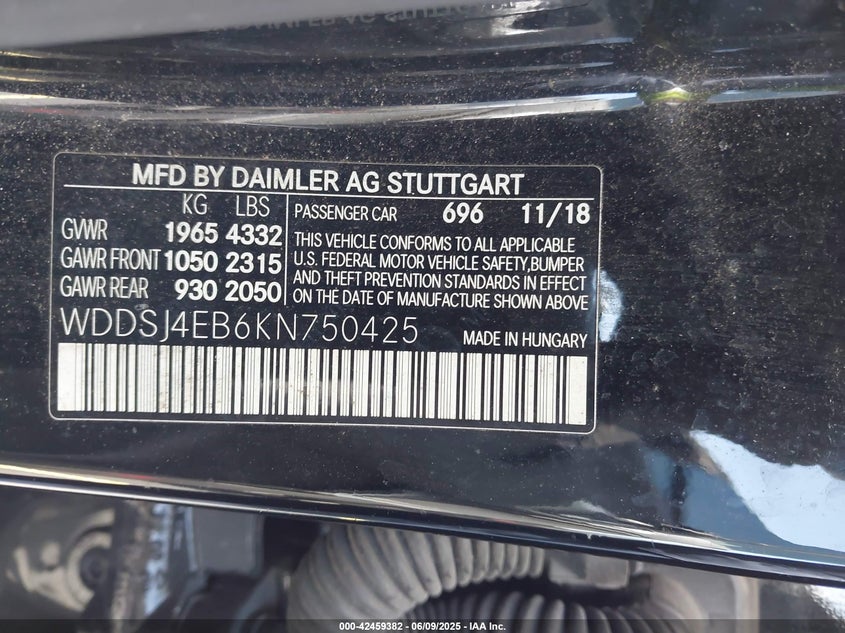 MFD BY DAIMLER AG STUTTGART
KG LBS
GVWR 1965 4332
GAWR FRONT 1050 2315
GAWR REAR 930 2050
PASSENGER CAR 696 11/18
THIS VEHICLE CONFORMS TO ALL APPLICABLE
U.S. FEDERAL MOTOR VEHICLE SAFETY, BUMPER
AND THEFT PREVENTION STANDARDS IN EFFECT
ON THE DATE OF MANUFACTURE SHOWN ABOVE
WDDSJ4EB6KN750425 MADE IN HUNGARY
000-42459382 - 06/09/2025 - IAA Inc.